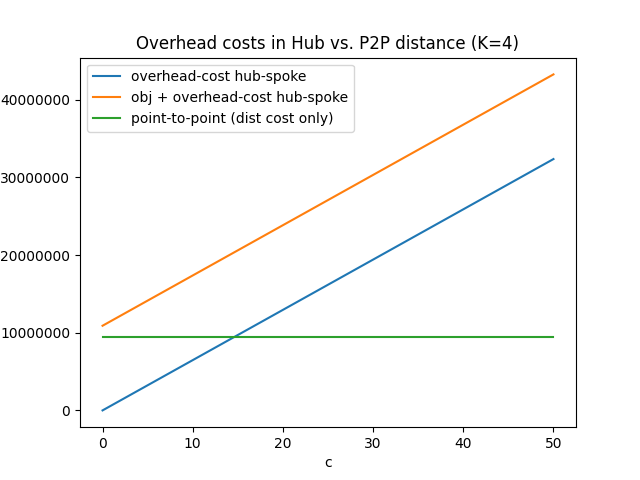 Overhead costs in Hub vs. P2P distance (K=4)
overhead-cost hub-spoke
obj + overhead-cost hub-spoke
point-to-point (dist cost only)
40000000
30000000
20000000
10000000
0
0 10 20 30 40 50
c